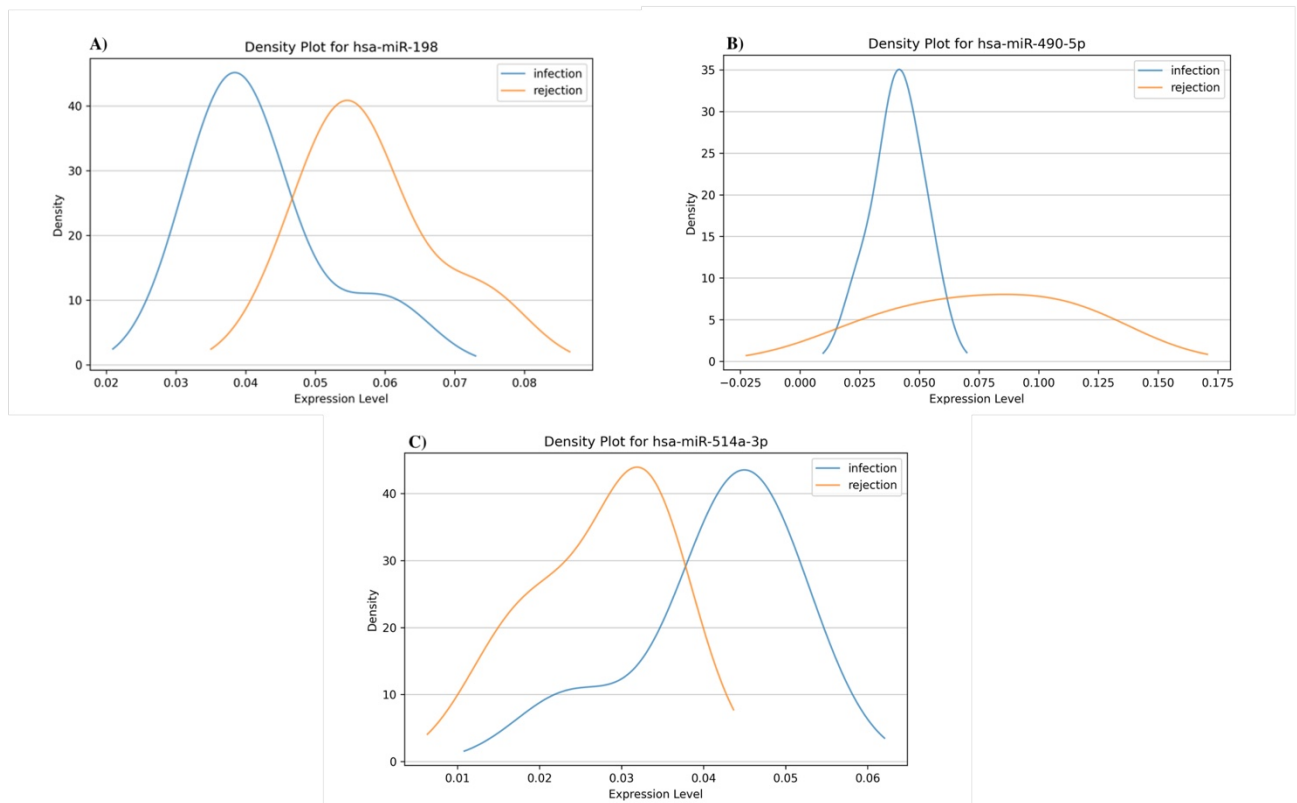 A)
Density Plot for hsa-miR-198
infection
rejection
40
30
20
10
0
Density
0.02 0.03 0.04 0.05 0.06 0.07 0.08
Expression Level
B)
Density Plot for hsa-miR-490-5p
infection
rejection
35
30
25
20
15
10
5
0
Density
−0.025 0.000 0.025 0.050 0.075 0.100 0.125 0.150 0.175
Expression Level
C)
Density Plot for hsa-miR-514a-3p
infection
rejection
40
30
20
10
0
Density
0.01 0.02 0.03 0.04 0.05 0.06
Expression Level